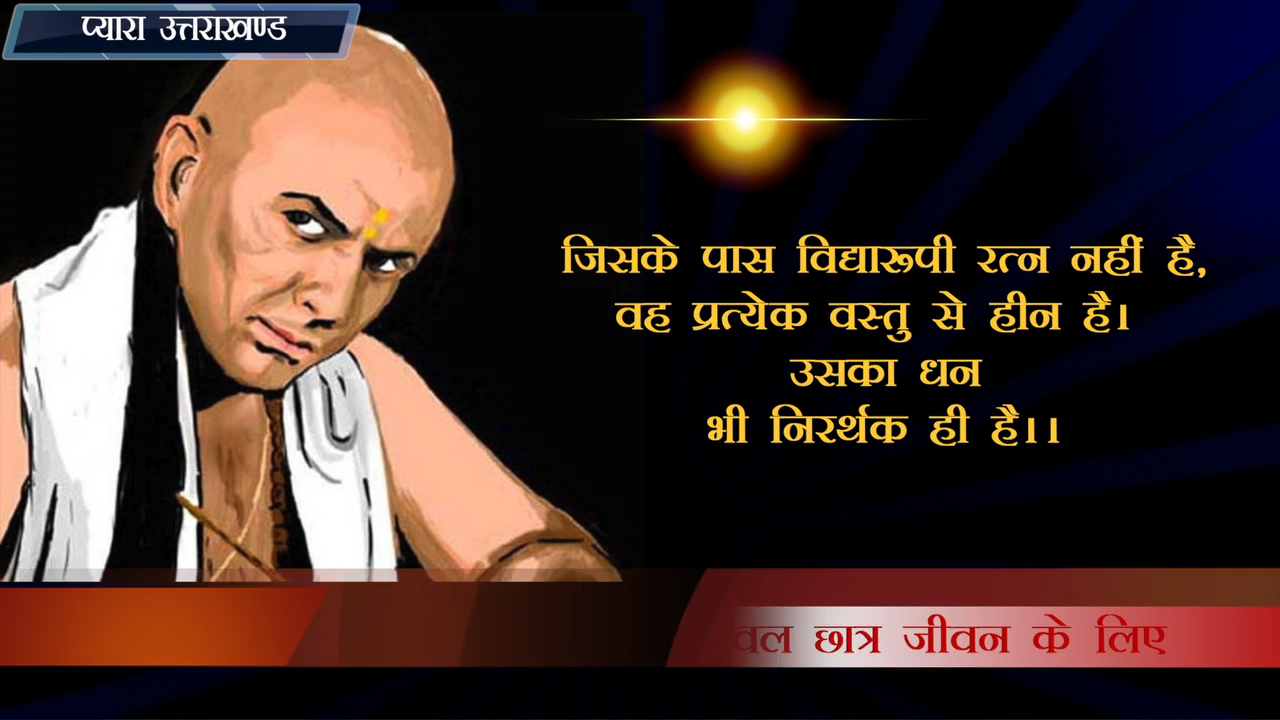 प्यारा उत्तराखण्ड
जिसके पास विद्यारूपी रत्न नहीं है,
वह प्रत्येक वस्तु से हीन है।
उसका धन
भी निरर्थक ही है।।
छात्र जीवन के लिए